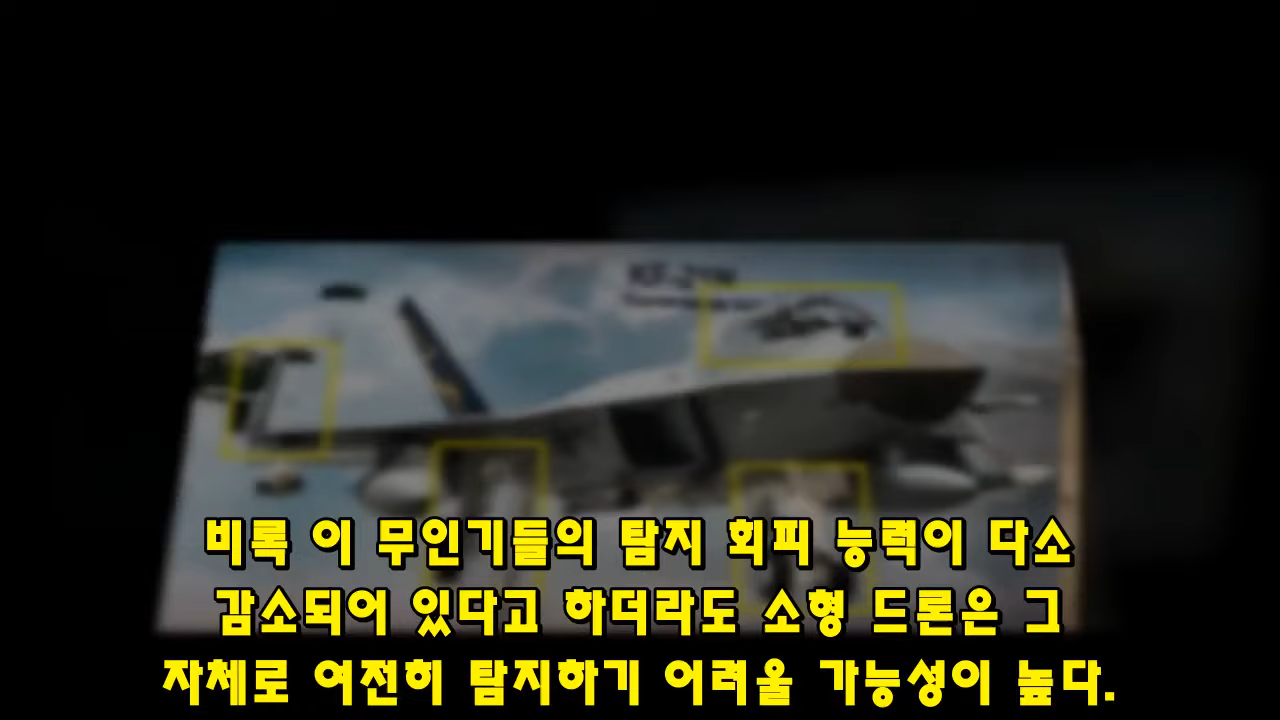 비록 이 무인기들의 탐지 회피 능력이 다소
감소되어 있다고 하더라도 소형 드론은 그
자체로 여전히 탐지하기 어려울 가능성이 높다.